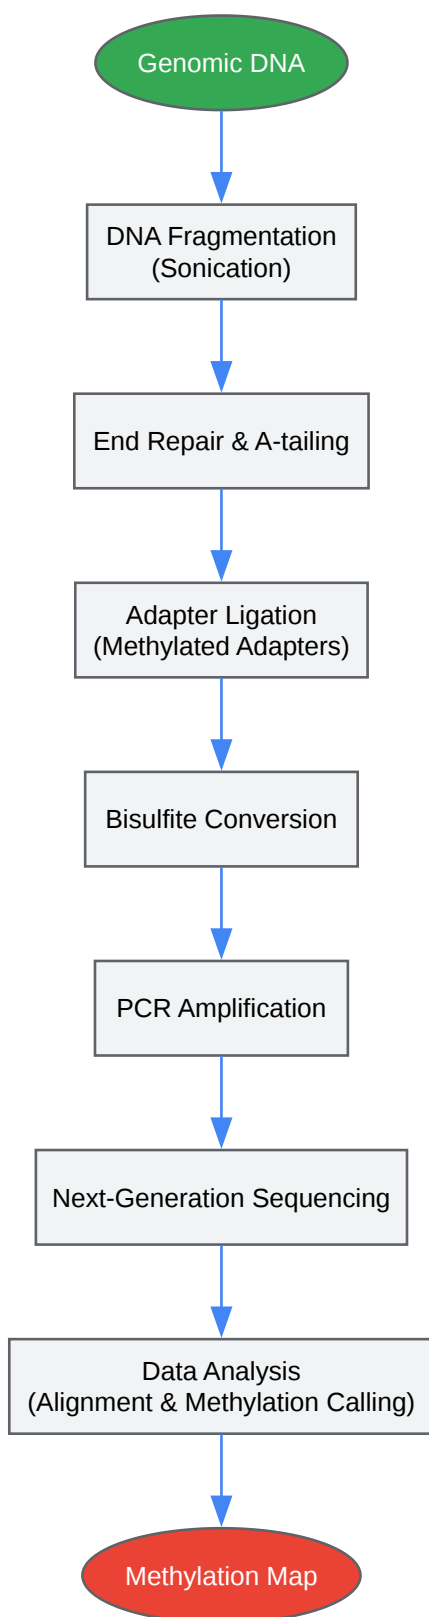 Genomic DNA
DNA Fragmentation
(Sonication)
End Repair & A-tailing
Adapter Ligation
(Methylated Adapters)
Bisulfite Conversion
PCR Amplification
Next-Generation Sequencing
Data Analysis
(Alignment & Methylation Calling)
Methylation Map